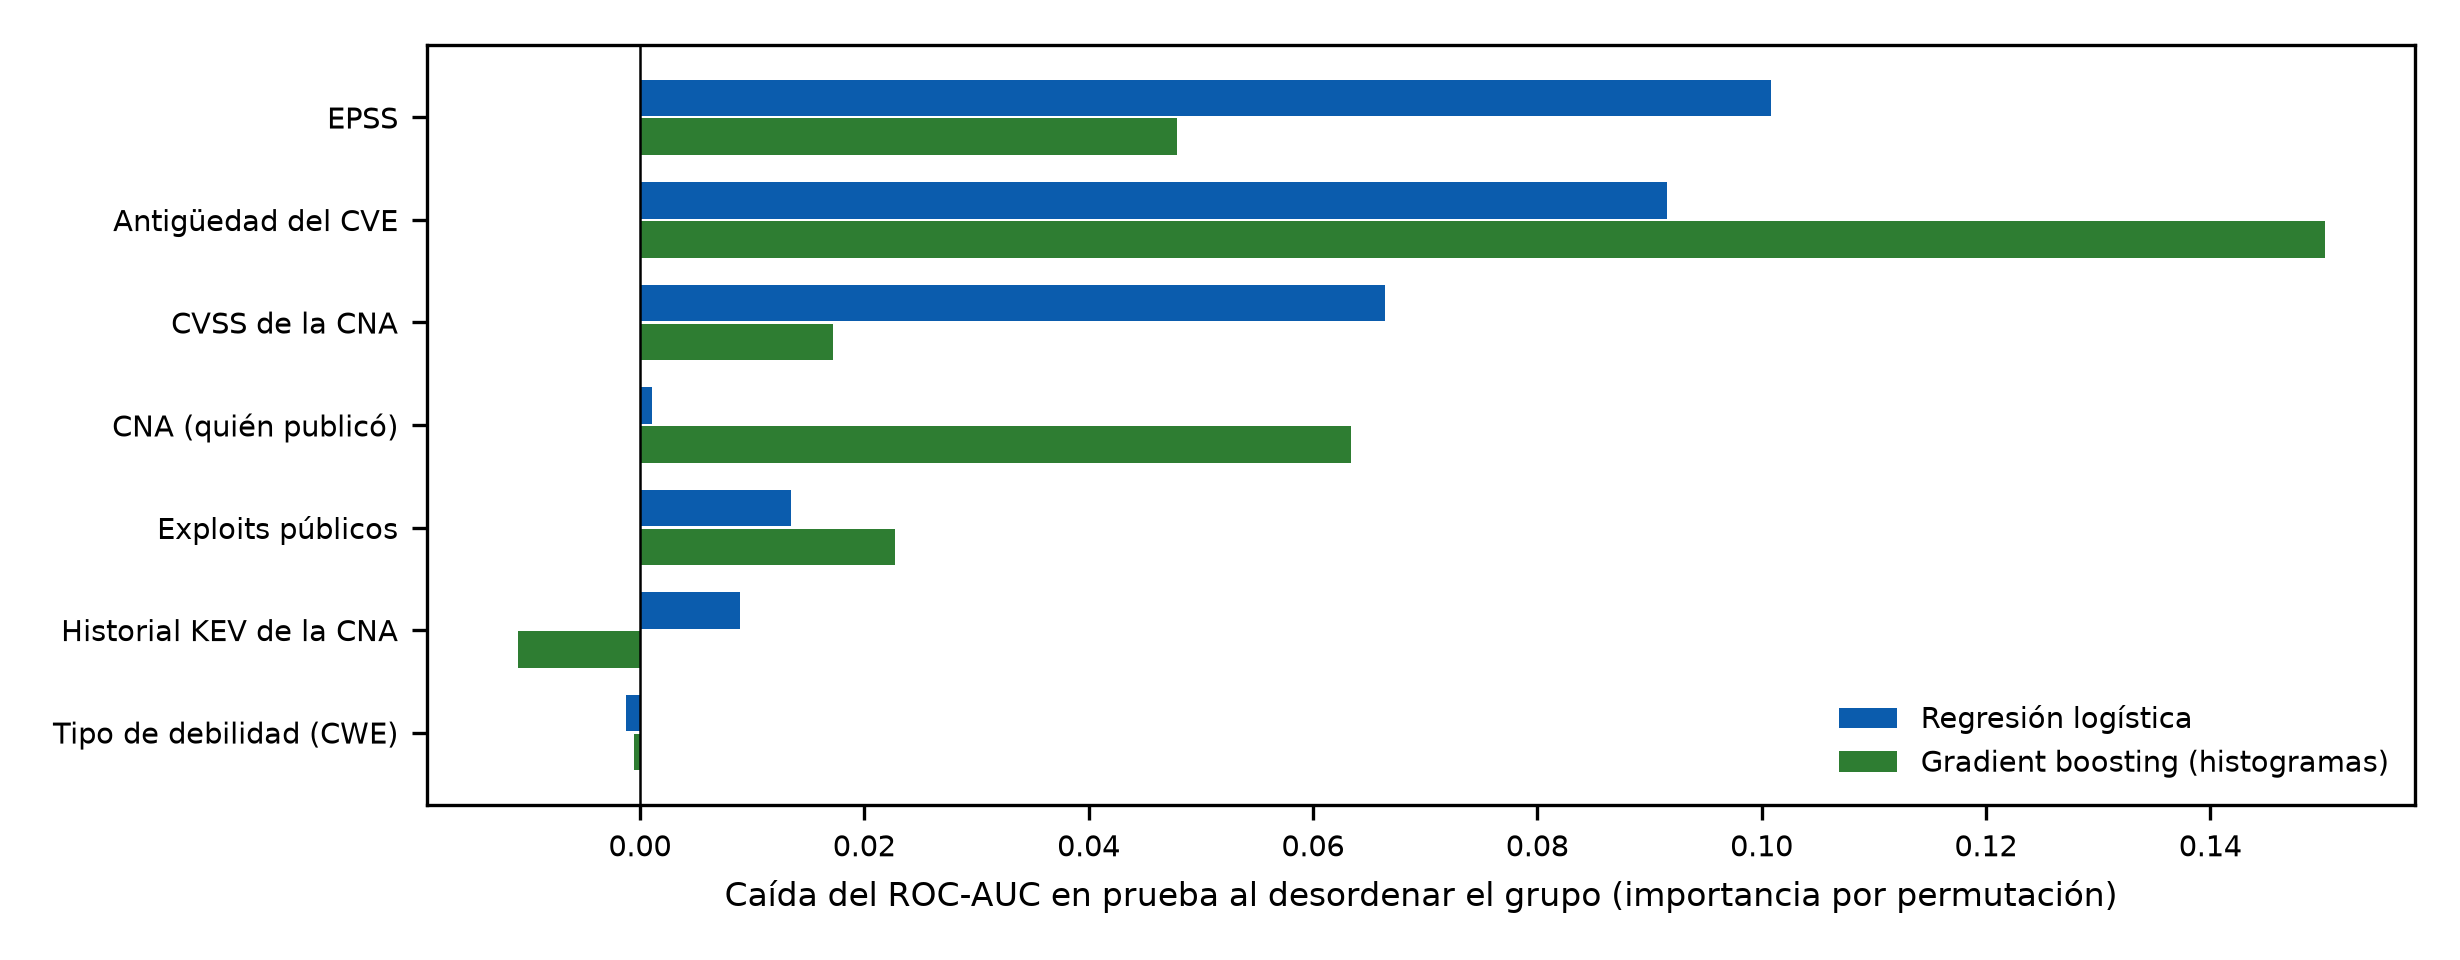 EPSS
Antigüedad del CVE
CVSS de la CNA
CNA (quién publicó)
Exploits públicos
Historial KEV de la CNA
Tipo de debilidad (CWE)
Regresión logística
Gradient boosting (histogramas)
0.00 0.02 0.04 0.06 0.08 0.10 0.12 0.14
Caída del ROC-AUC en prueba al desordenar el grupo (importancia por permutación)